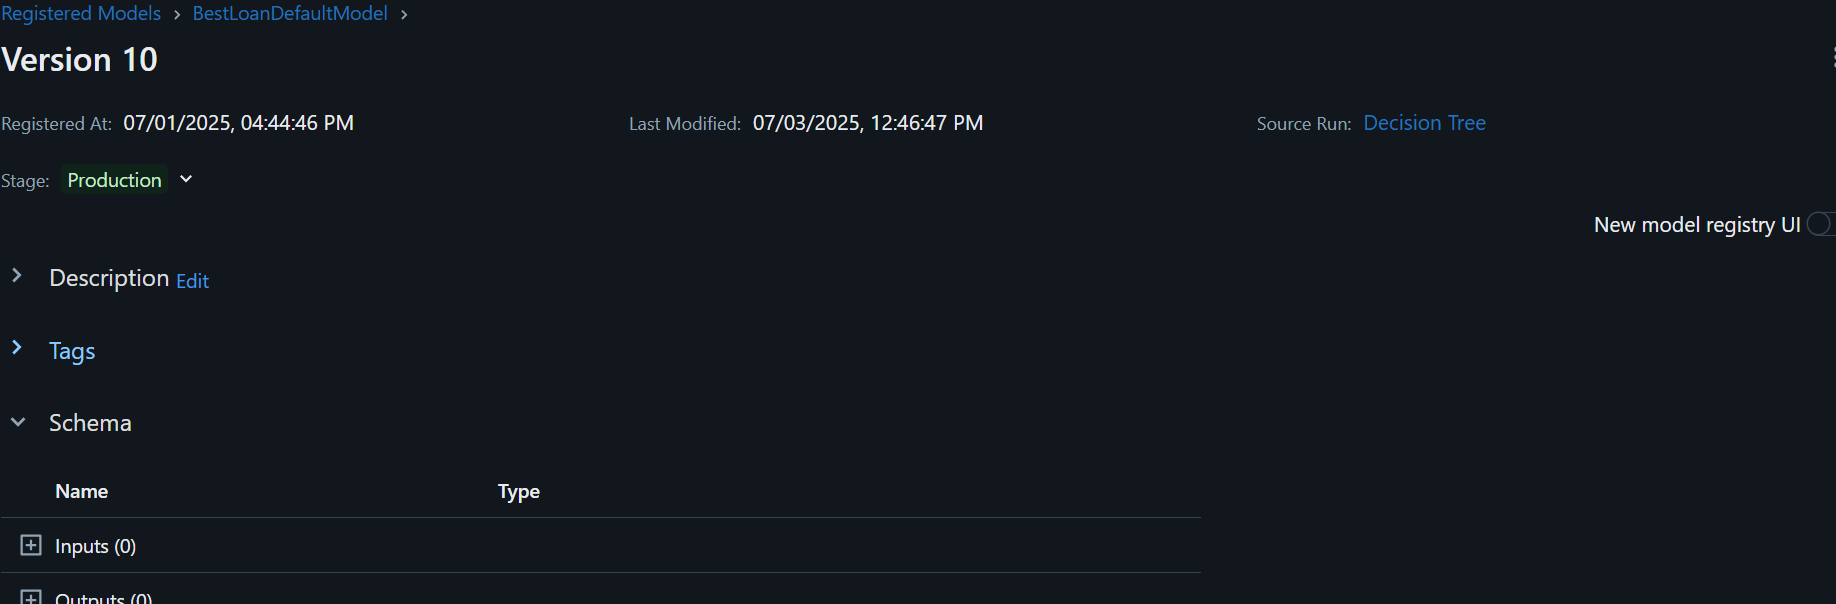 Registered Models > BestLoanDefaultModel >
Version 10
Registered At: 07/01/2025, 04:44:46 PM Last Modified: 07/03/2025, 12:46:47 PM Source Run: Decision Tree
Stage: Production
New model registry UI
Description Edit
Tags
Schema
Name Type
Inputs (0)
Outputs (0)